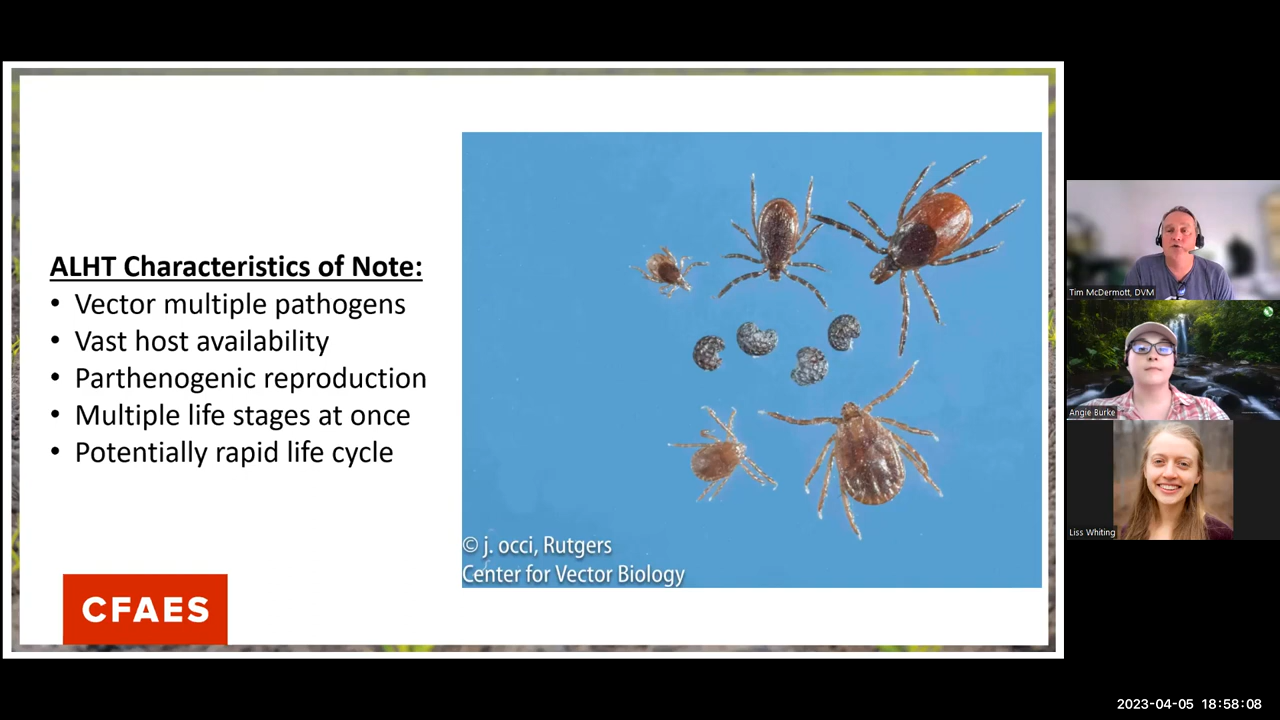 ALHT Characteristics of Note:
• Vector multiple pathogens
• Vast host availability
• Parthenogenic reproduction
• Multiple life stages at once
• Potentially rapid life cycle
© j. occi, Rutgers
Center for Vector Biology
CFAES
Tim McDermott, DVM
Angie Burke
Liss Whiting
2023-04-05 18:58:08